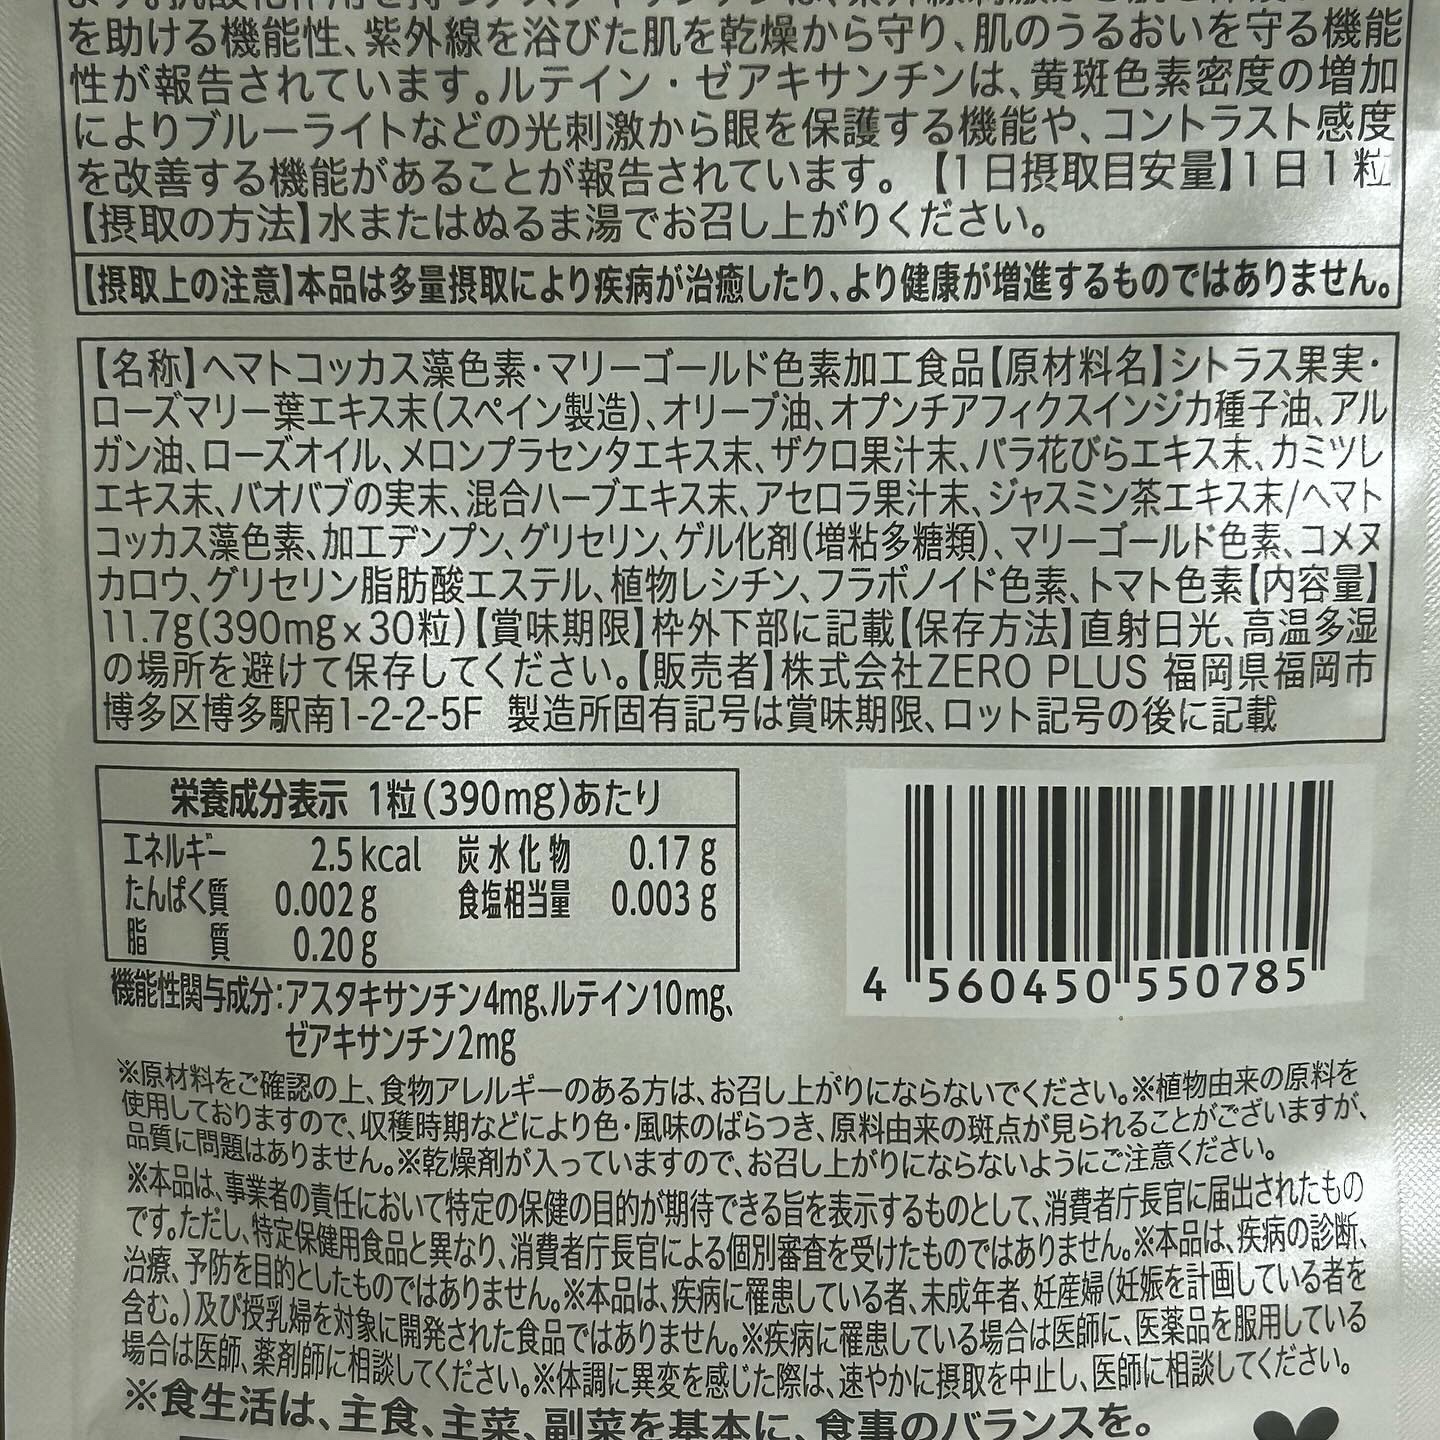 を助ける機能性、紫外線を浴びた肌を乾燥から守り、肌のうるおいを守る機能
性が報告されています。ルテイン・ゼアキサンチンは、黄斑色素密度の増加
によりブルーライトなどの光刺激から眼を保護する機能や、コントラスト感度
を改善する機能があることが報告されています。【1日摂取目安量】1日1粒
【摂取の方法】水またはぬるま湯でお召し上がりください。
【摂取上の注意】本品は多量摂取により疾病が治癒したり、より健康が増進するものではありません。
【名称】ヘマトコッカス藻色素・マリーゴールド色素加工食品【原材料名】シトラス果実・
ローズマリー葉エキス末(スペイン製造)、オリーブ油、オプンチアフィクスインジカ種子油、アル
ガン油、ローズオイル、メロンプラセンタエキス末、ザクロ果汁末、バラ花びらエキス末、カミツレ
エキス末、バオバブの実末、混合ハーブエキス末、アセロラ果汁末、ジャスミン茶エキス末/ヘマト
コッカス藻色素、加工デンプン、グリセリン、ゲル化剤(増粘多糖類)、マリーゴールド色素、コメヌ
カロウ、グリセリン脂肪酸エステル、植物レシチン、フラボノイド色素、トマト色素【内容量】
11.7g(390mg×30粒)【賞味期限】枠外下部に記載【保存方法】直射日光、高温多湿
の場所を避けて保存してください。【販売者】株式会社ZERO PLUS 福岡県福岡市
博多区博多駅南1-2-2-5F 製造所固有記号は賞味期限、ロット記号の後に記載
栄養成分表示 1粒(390mg)あたり
エネルギー 2.5kcal 炭水化物 0.17g
たんぱく質 0.002g 食塩相当量 0.003g
脂質 0.20g
機能性関与成分:アスタキサンチン4mg、ルテイン10mg、
ゼアキサンチン2mg
4 560450 550785
※原材料をご確認の上、食物アレルギーのある方は、お召し上がりにならないでください。※植物由来の原料を
使用しておりますので、収穫時期などにより色・風味のばらつき、原料由来の斑点が見られることがございますが、
品質に問題はありません。※乾燥剤が入っていますので、お召し上がりにならないようにご注意ください。
※本品は、事業者の責任において特定の保健の目的が期待できる旨を表示するものとして、消費者庁長官に届出されたもの
です。ただし、特定保健用食品と異なり、消費者庁長官による個別審査を受けたものではありません。※本品は、疾病の診断、
治療、予防を目的としたものではありません。※本品は、疾病に罹患している者、未成年者、妊産婦(妊娠を計画している者を
含む。)及び授乳婦を対象に開発された食品ではありません。※疾病に罹患している場合は医師に、医薬品を服用している
場合は医師、薬剤師に相談してください。※体調に異変を感じた際は、速やかに摂取を中止し、医師に相談してください。
※食生活は、主食、主菜、副菜を基本に、食事のバランスを。